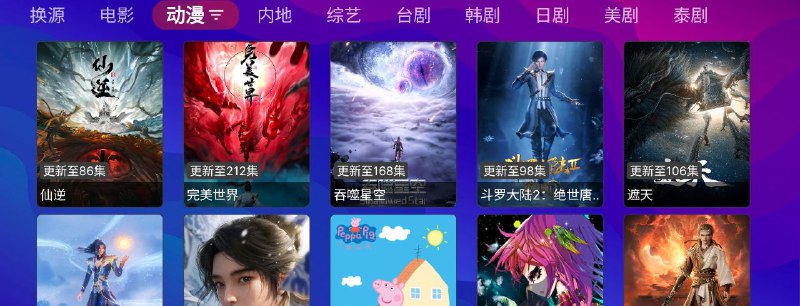 换源 电影 动漫 内地 综艺 台剧 韩剧 日剧 美剧 泰剧
仙逆
更新至86集
仙逆
完美世界
更新至212集
完美世界
更新至168集
吞噬星空
更新至98集
斗罗大陆2：绝世唐..
更新至106集
遮天
Peppa Pig